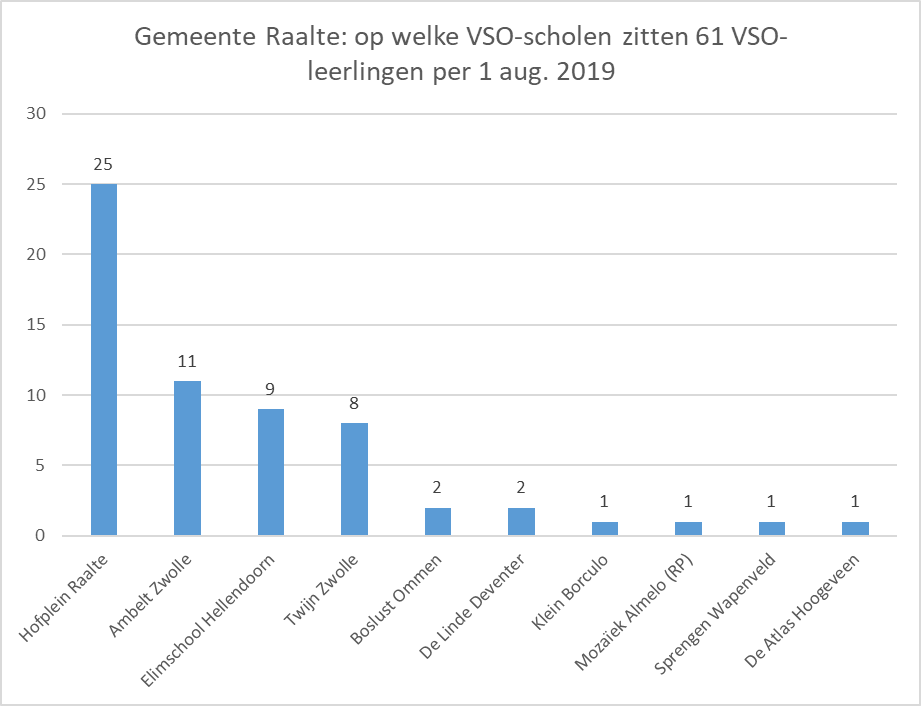 Gemeente Raalte: op welke VSO-scholen zitten 61 VSO-
leerlingen per 1 aug. 2019
30
25
20
15
10
5
0
25
11
9
8
2
2
1
1
1
1
Hofplein Raalte
Ambelt Zwolle
Elimschool Hellendoorn
Twijn Zwolle
Boslust Ommen
De Linde Deventer
Klein Borculo
Mozaiek Almelo (RP)
Sprengen Wapenveld
De Atlas Hoogeveen